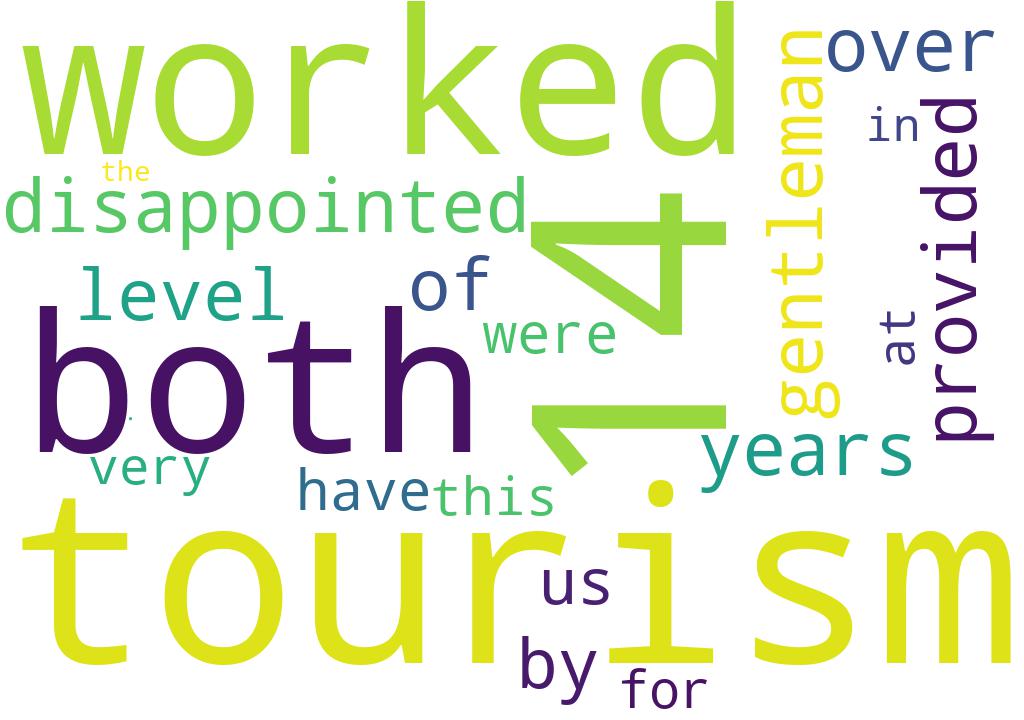 worked
over
gentleman
in
provided
the
disappointed
14
level
of
were
at
both
.
very
years
have
this
tourism
us
by
for